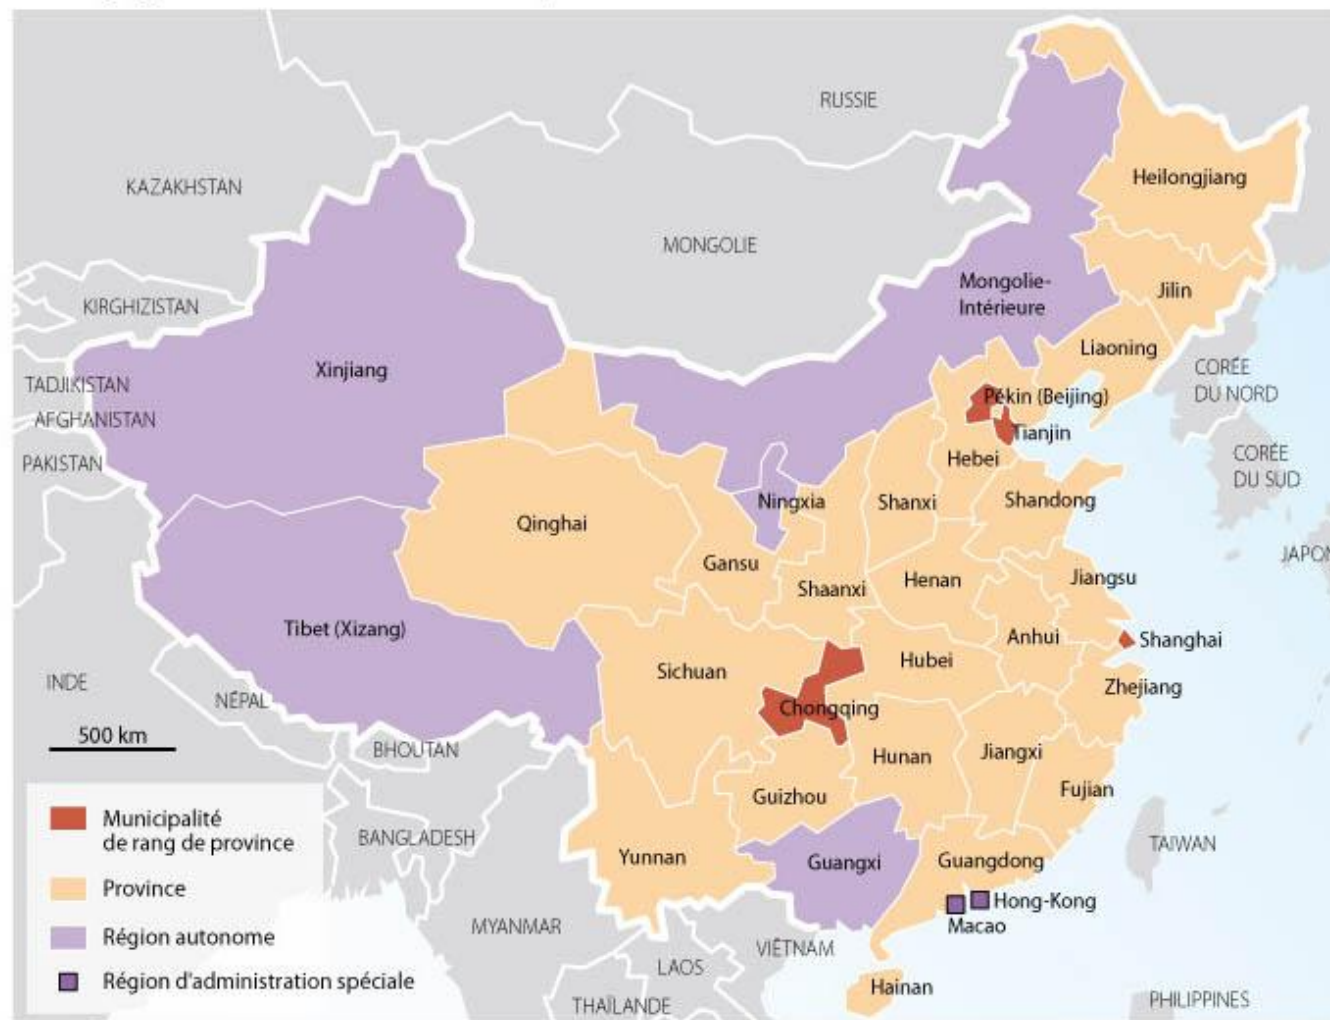 RUSSIE
KAZAKHSTAN
Heilongjiang
MONGOLIE
Mongolie-
Intérieure
Jilin
KIRGHIZISTAN
Liaoning
Xinjiang
CORÉE
DU NORD
TADJIKISTAN
Pékin (Beijing)
AFGHANISTAN
Tianjin
PAKISTAN
Hebei
CORÉE
DU SUD
Ningxia
Shanxi
Shandong
Qinghai
JAPON
Gansu
Henan
Jiangsu
Shaanxi
Tibet (Xizang)
Anhui
Shanghai
Hubei
Sichuan
INDE
Zhejiang
NÉPAL
Chongqing
500 km
BHOUTAN
Hunan
Jiangxi
Guizhou
Fujian
Municipalité
de rang de province
BANGLADESH
TAIWAN
Yunnan
Guangxi
Guangdong
Province
Hong-Kong
Macao
MYANMAR
Région autonome
VIÊTNAM
LAOS
Région d'administration spéciale
Hainan
THAÏLANDE
PHILIPPINES